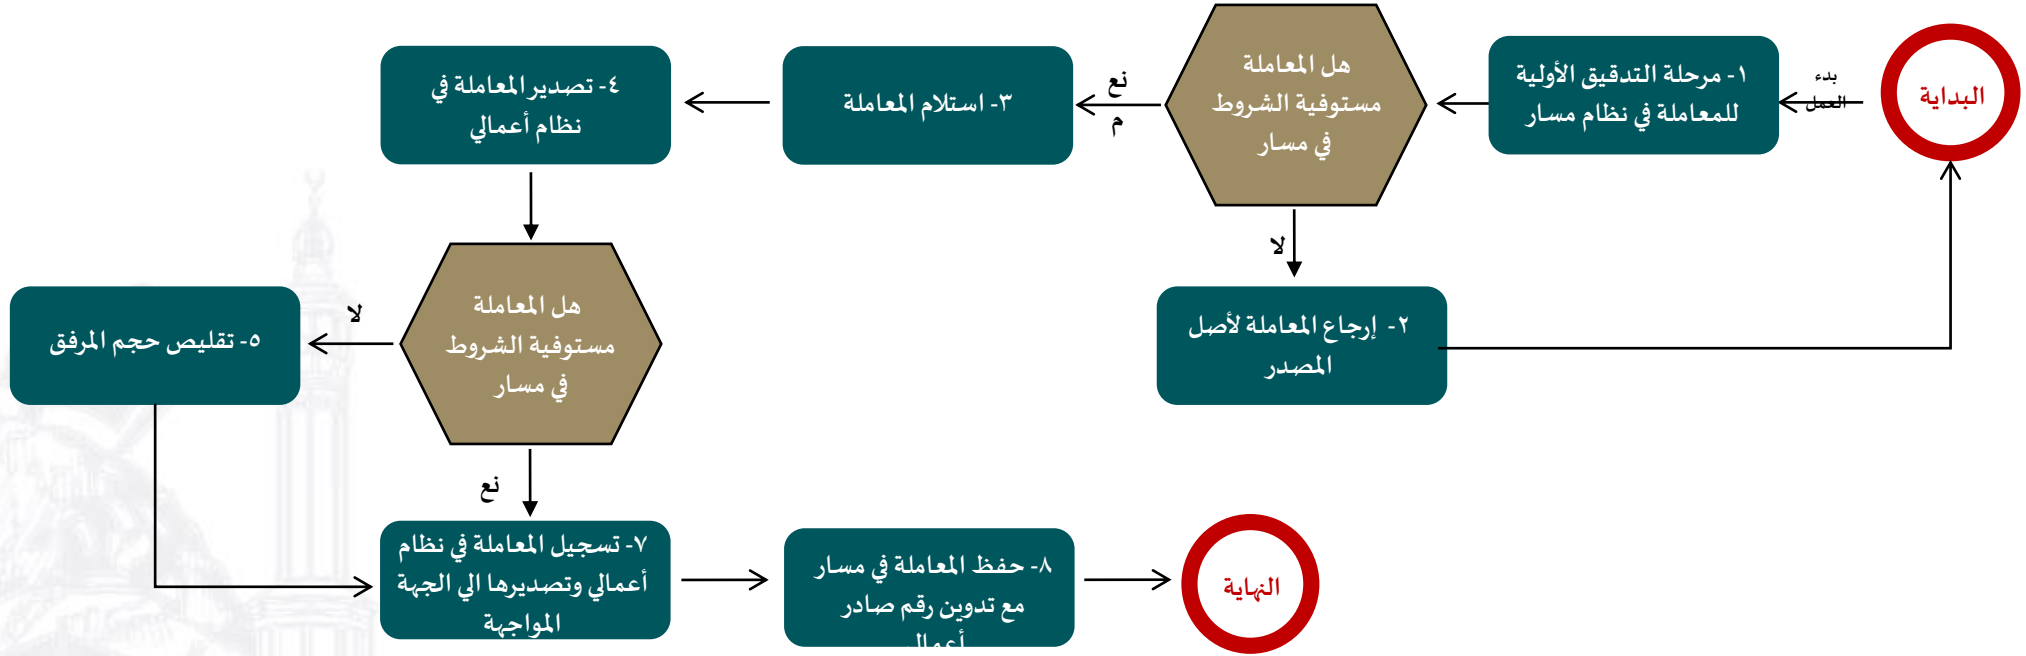 البداية
بدء
العمل
١- مرحلة التدقيق الأولية
للمعاملة في نظام مسار
هل المعاملة
مستوفية الشروط
في مسار
نع
م
لا
٢- إرجاع المعاملة لأصل
المصدر
٣- استلام المعاملة
٤- تصدير المعاملة في
نظام أعمالي
هل المعاملة
مستوفية الشروط
في مسار
لا
٥- تقليص حجم المرفق
نع
٧- تسجيل المعاملة في نظام
أعمالي وتصديرها الي الجهة
المواجهة
٨- حفظ المعاملة في مسار
مع تدوين رقم صادر
أعمالي
النهاية